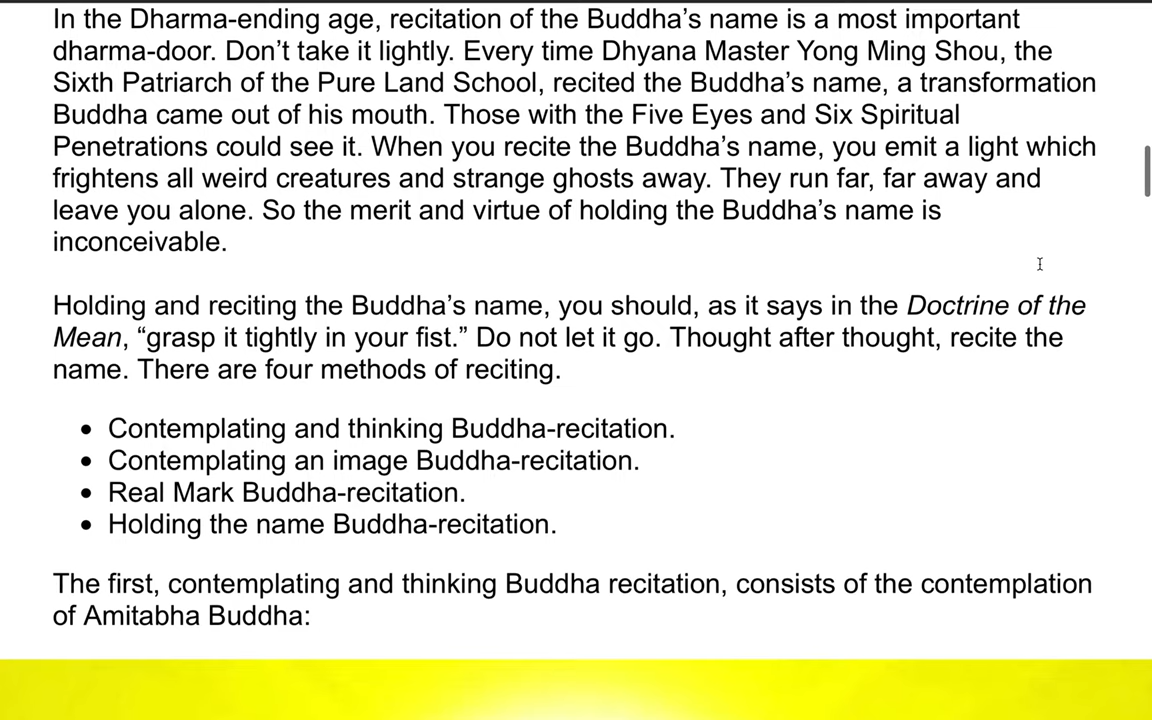 In the Dharma-ending age, recitation of the Buddha’s name is a most important
dharma-door. Don’t take it lightly. Every time Dhyana Master Yong Ming Shou, the
Sixth Patriarch of the Pure Land School, recited the Buddha’s name, a transformation
Buddha came out of his mouth. Those with the Five Eyes and Six Spiritual
Penetrations could see it. When you recite the Buddha’s name, you emit a light which
frightens all weird creatures and strange ghosts away. They run far, far away and
leave you alone. So the merit and virtue of holding the Buddha’s name is
inconceivable.
Holding and reciting the Buddha’s name, you should, as it says in the Doctrine of the
Mean, “grasp it tightly in your fist.” Do not let it go. Thought after thought, recite the
name. There are four methods of reciting.
• Contemplating and thinking Buddha-recitation.
• Contemplating an image Buddha-recitation.
• Real Mark Buddha-recitation.
• Holding the name Buddha-recitation.
The first, contemplating and thinking Buddha recitation, consists of the contemplation
of Amitabha Buddha: